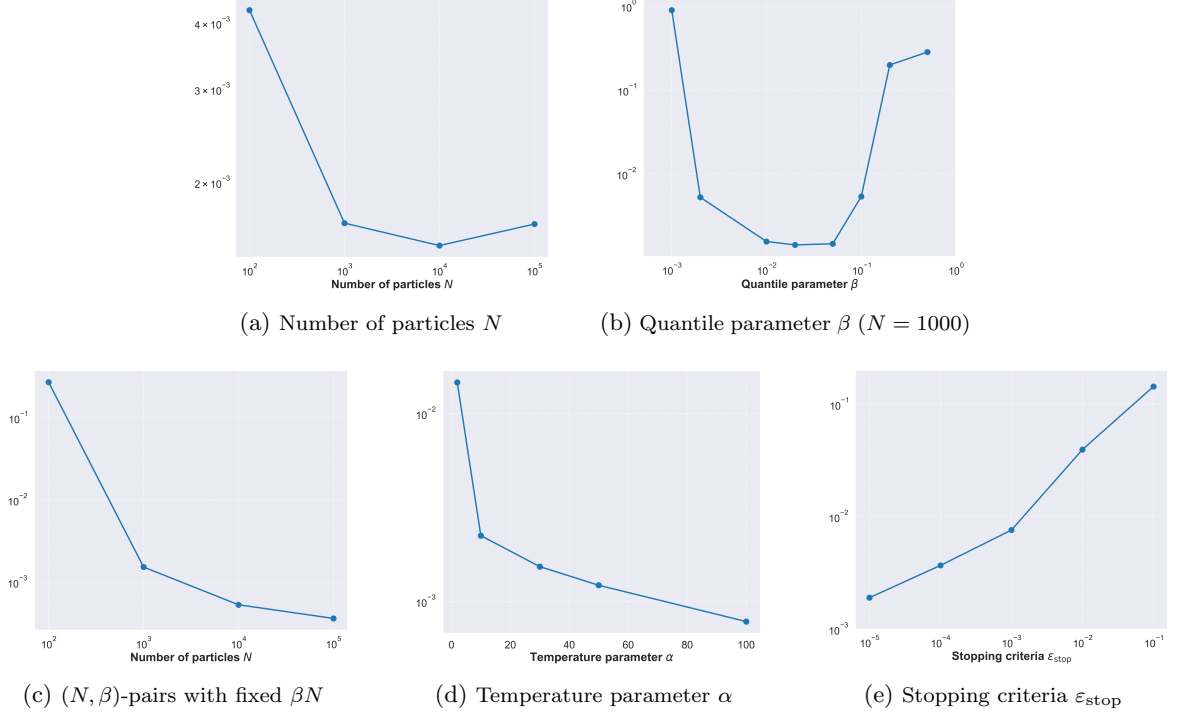 4 × 10⁻³
3 × 10⁻³
2 × 10⁻³
10² 10³ 10⁴ 10⁵
Number of particles N
10⁰
10⁻¹
10⁻²
10⁻³ 10⁻² 10⁻¹ 10⁰
Quantile parameter β
(a) Number of particles N
(b) Quantile parameter β (N = 1000)
10⁻¹
10⁻²
10⁻³
10² 10³ 10⁴ 10⁵
Number of particles N
10⁻²
10⁻³
0 20 40 60 80 100
Temperature parameter α
10⁻¹
10⁻²
10⁻³
10⁻⁵ 10⁻⁴ 10⁻³ 10⁻² 10⁻¹
Stopping criteria ε_stop
(c) (N, β)-pairs with fixed βN
(d) Temperature parameter α
(e) Stopping criteria ε_stop